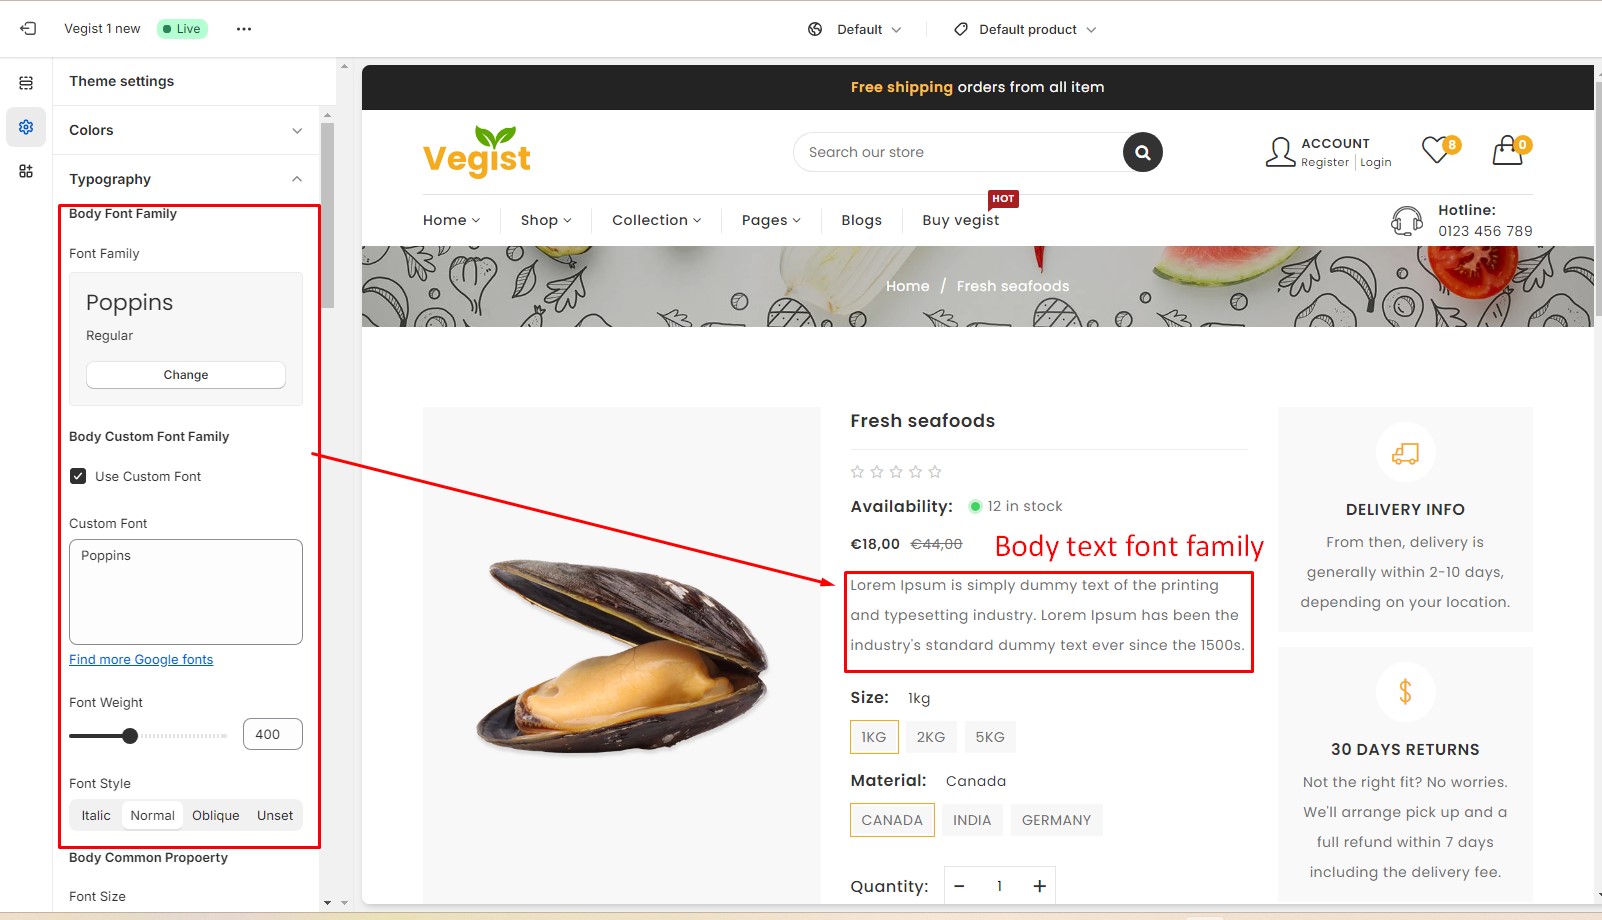 Vegist 1 new
Live
Default
Default product
Theme settings
Colors
Typography
Body Font Family
Font Family
Poppins
Regular
Change
Body Custom Font Family
Use Custom Font
Custom Font
Poppins
Find more Google fonts
Font Weight
400
Font Style
Italic Normal Oblique Unset
Body Common Propoerty
Font Size
Free shipping orders from all item
Vegist
Search our store
ACCOUNT
Register Login
8
0
HOT
Home Shop Collection Pages Blogs Buy vegist
Hotline:
0123 456 789
Home / Fresh seafoods
Fresh seafoods
Availability: 12 in stock
€18,00 €44,00
Body text font family
Lorem Ipsum is simply dummy text of the printing
and typesetting industry. Lorem Ipsum has been the
industry's standard dummy text ever since the 1500s.
Size: 1kg
1KG 2KG 5KG
Material: Canada
CANADA INDIA GERMANY
Quantity: − 1 +
DELIVERY INFO
From then, delivery is
generally within 2-10 days,
depending on your location.
$
30 DAYS RETURNS
Not the right fit? No worries.
We'll arrange pick up and a
full refund within 7 days
including the delivery fee.